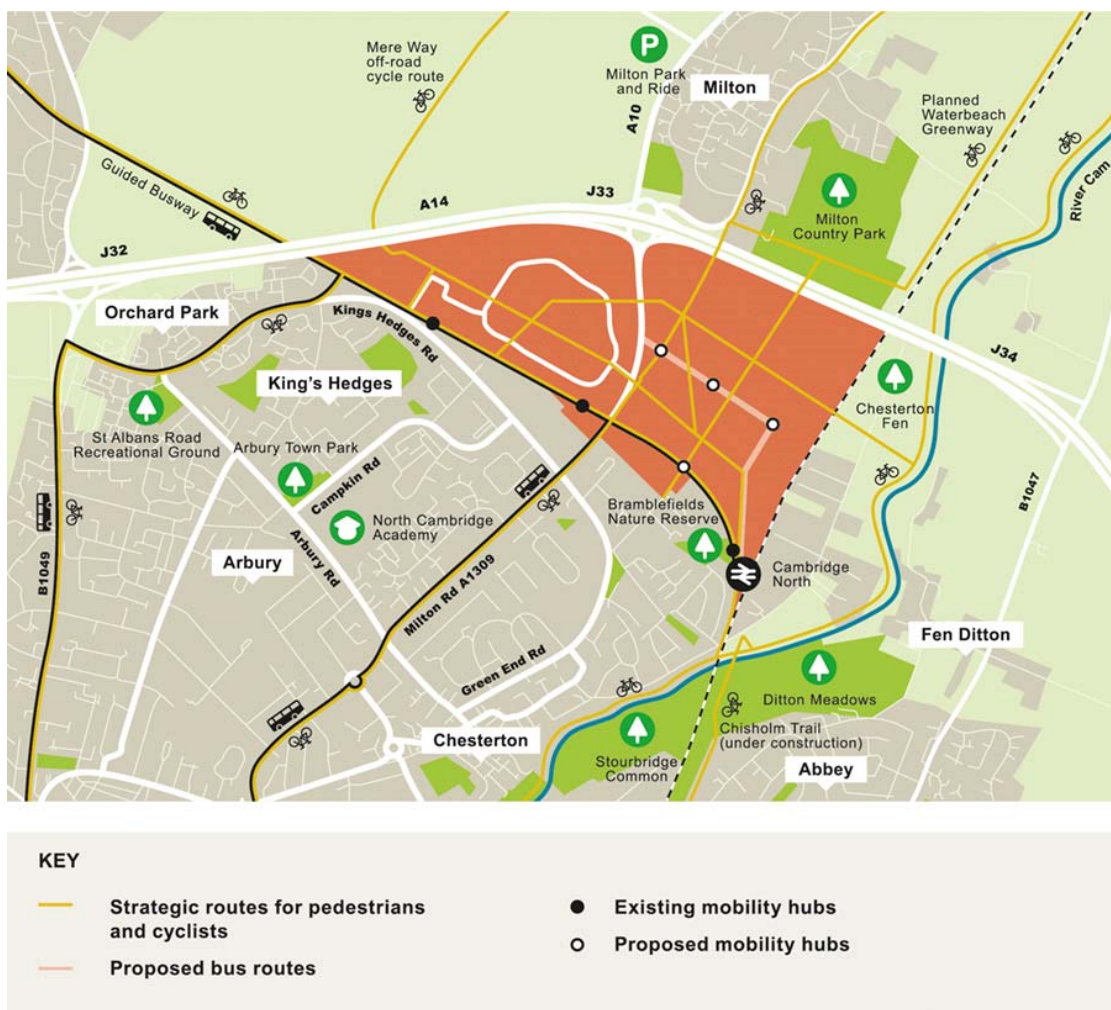 Mere Way
off-road
cycle route
P
Milton Park
and Ride
Milton
A10
Planned
Waterbeach
Greenway
River Cam
Guided Busway
A14
J33
J32
Milton
Country Park
Orchard Park
Kings Hedges Rd
J34
King's Hedges
Chesterton
Fen
St Albans Road
Recreational Ground
Arbury Town Park
Campkin Rd
Bramblefields
Nature Reserve
B1047
B1049
North Cambridge
Academy
Arbury
Arbury Rd
Milton Rd A1309
Cambridge
North
Fen Ditton
Green End Rd
Ditton Meadows
Chesterton
Stourbridge
Common
Chisholm Trail
(under construction)
Abbey
KEY
Strategic routes for pedestrians
and cyclists
Proposed bus routes
Existing mobility hubs
Proposed mobility hubs